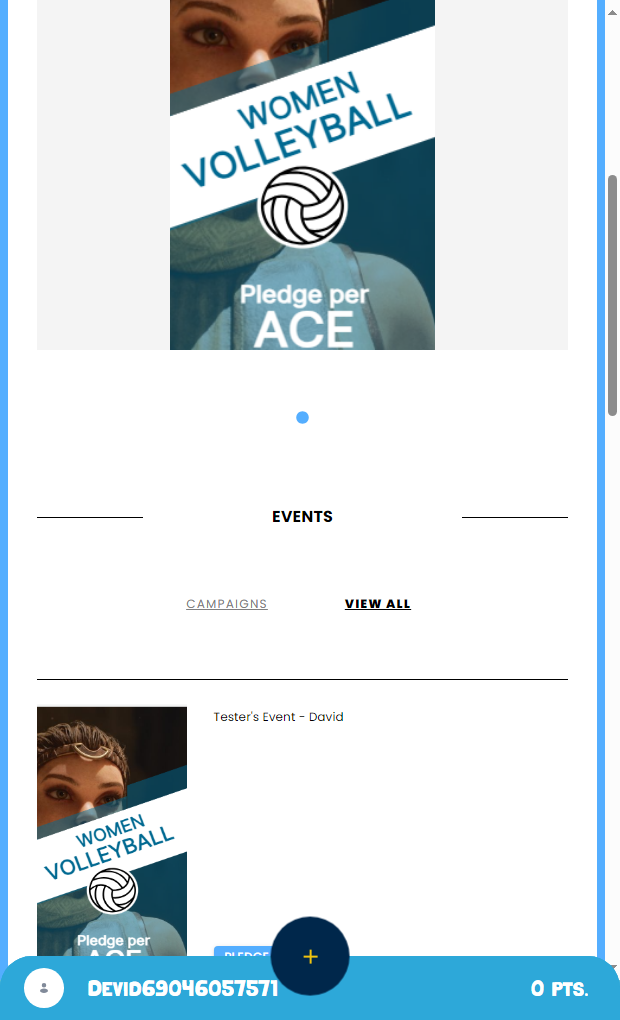 WOMEN
VOLLEYBALL
Pledge per
ACE
EVENTS
CAMPAIGNS
VIEW ALL
Tester's Event - David
WOMEN
VOLLEYBALL
Pledge per
ACE
PLEDGE
+
DEVID69046057571
0 PTS.